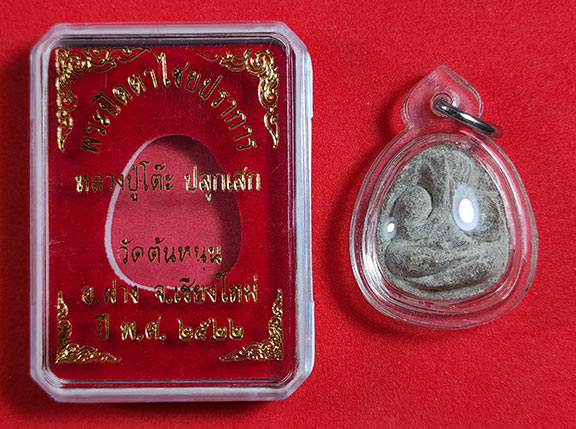 พระปิดตาไชยปราการ
หลวงปู่โต๊ะ ปลุกเสก
วัดต้นหนุน
อ.ฝาง จ.เชียงใหม่
ปี พ.ศ. ๒๕๒๒